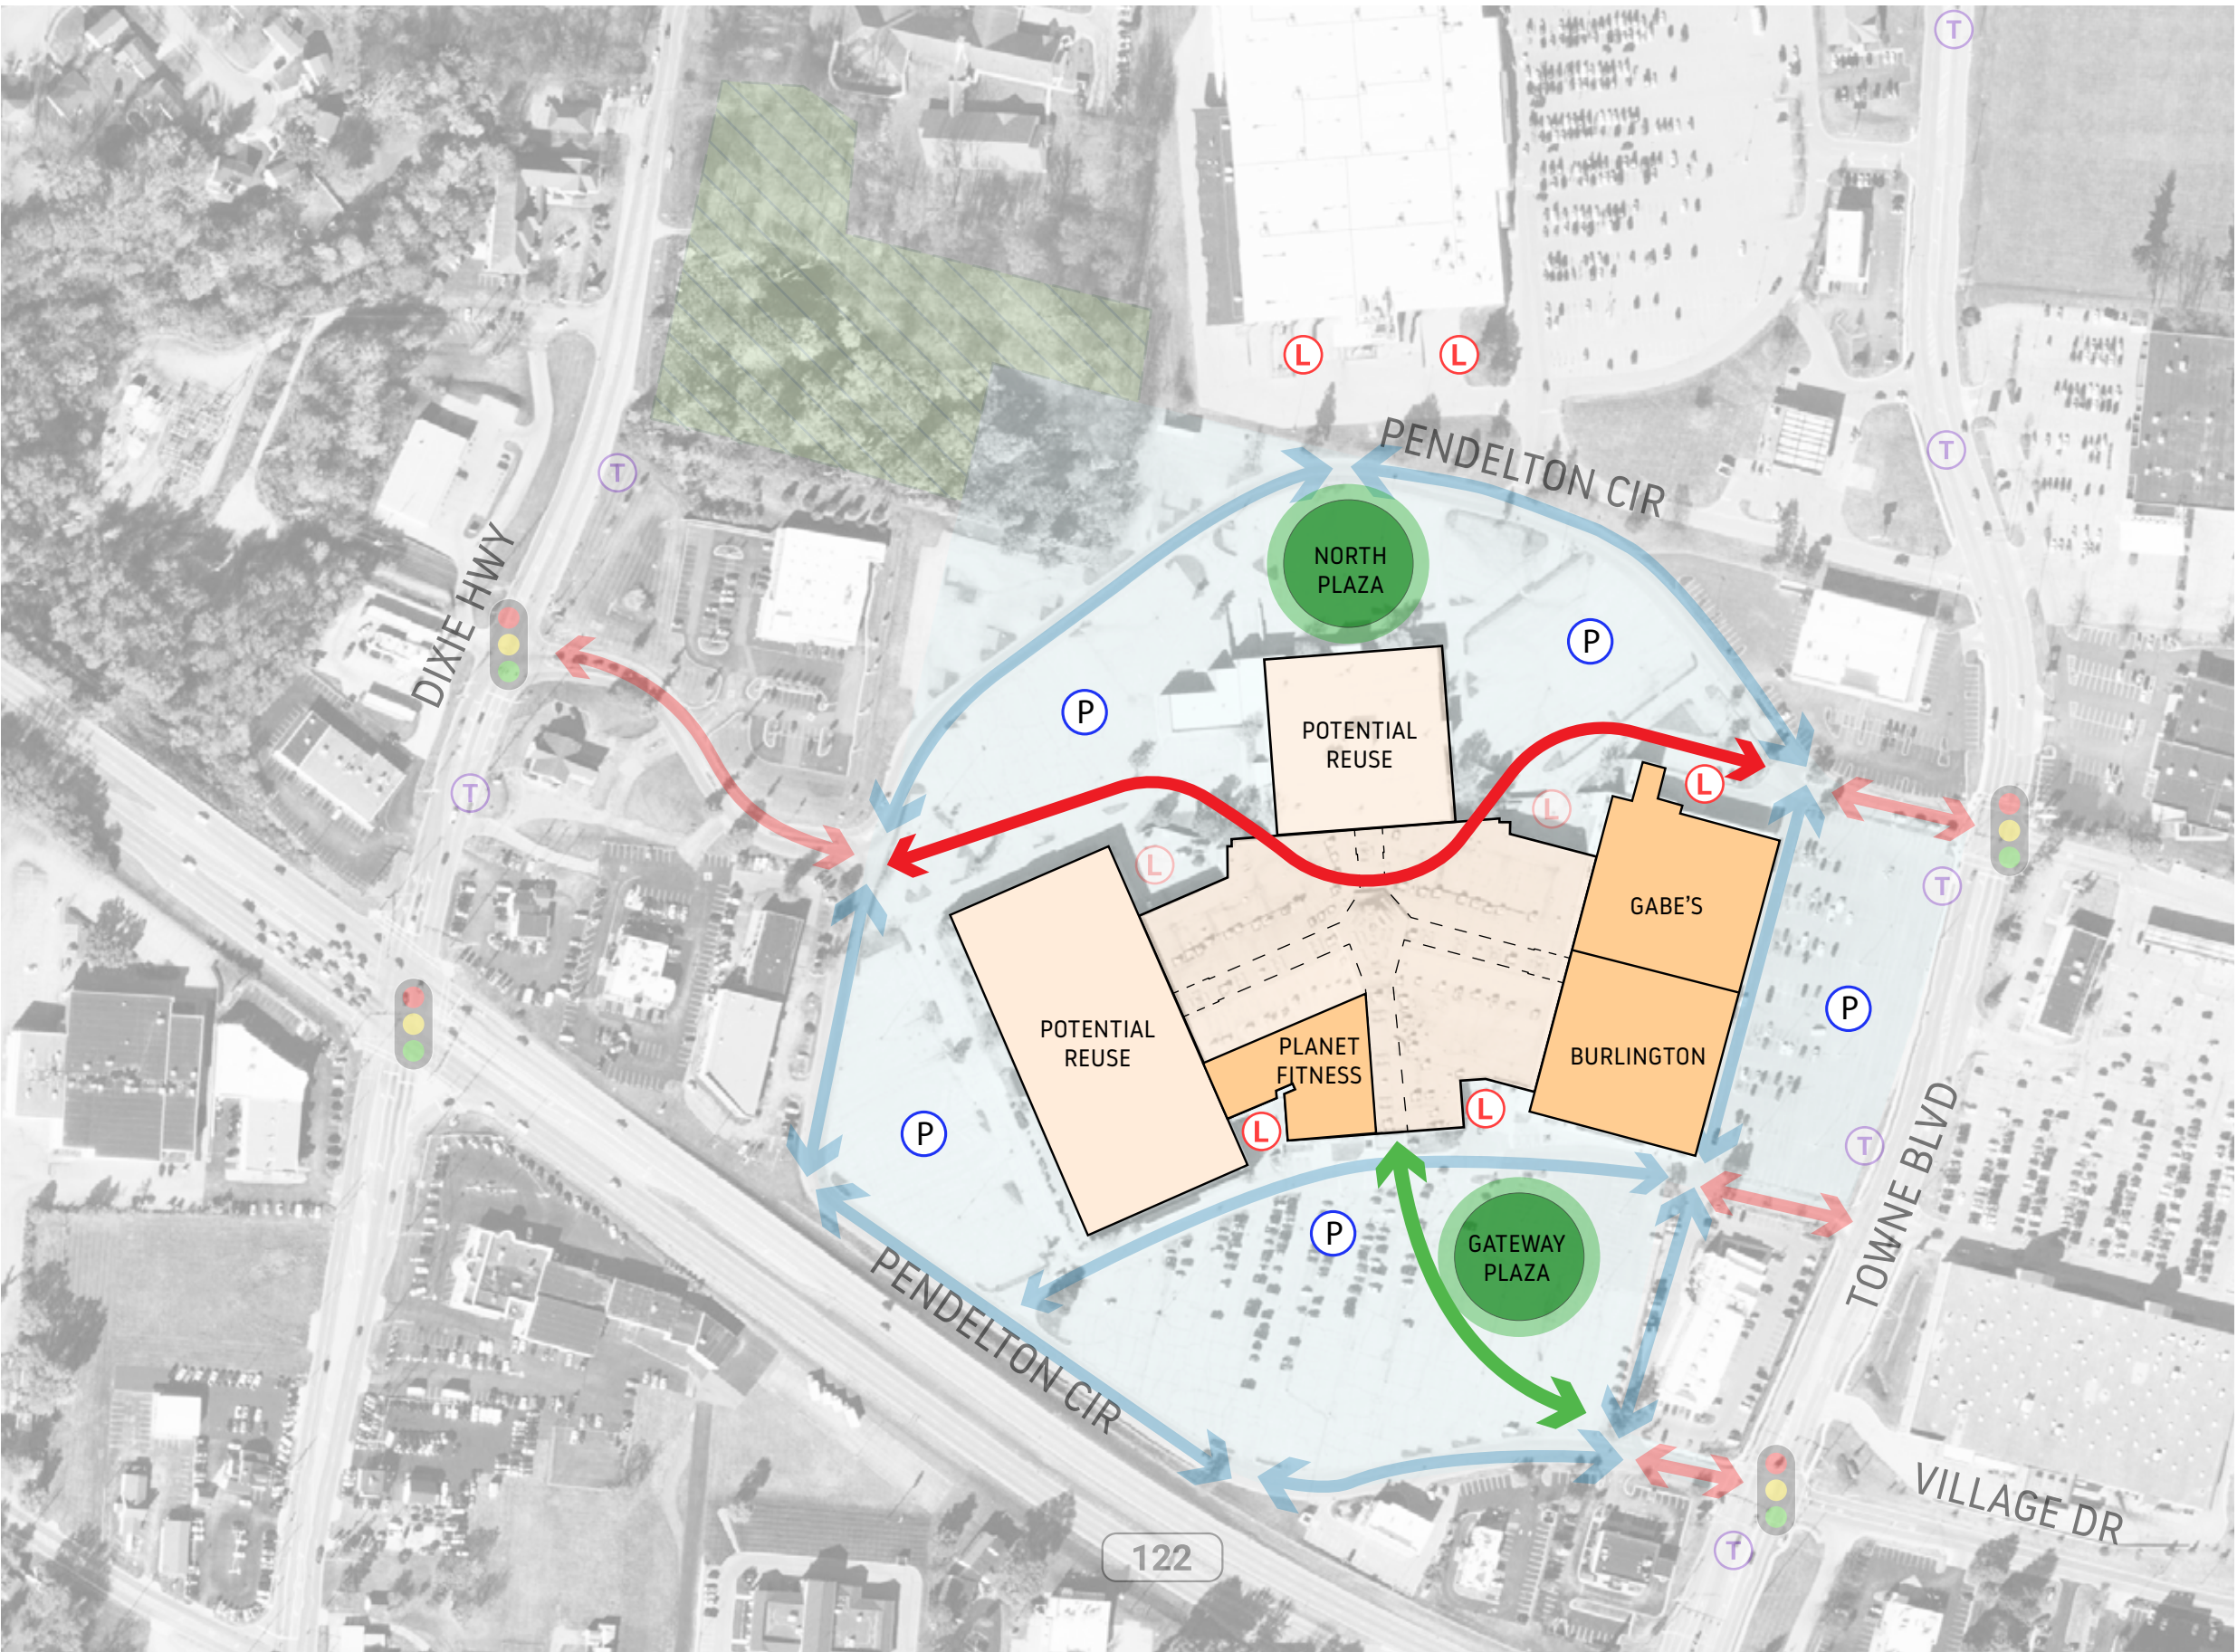 T
L
L
PENDELTON CIR
T
T
NORTH
PLAZA
DIXIE HWY
P
P
POTENTIAL
REUSE
T
L
L
L
T
GABE'S
P
POTENTIAL
REUSE
PLANET
FITNESS
BURLINGTON
L
L
P
T
TOWNE BLVD
P
GATEWAY
PLAZA
PENDELTON CIR
VILLAGE DR
T
122